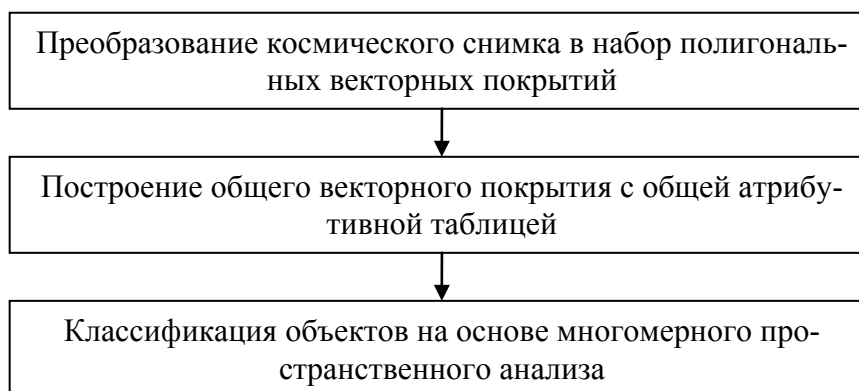 Преобразование космического снимка в набор полигональ-
ных векторных покрытий
Построение общего векторного покрытия с общей атрибу-
тивной таблицей
Классификация объектов на основе многомерного про-
странственного анализа